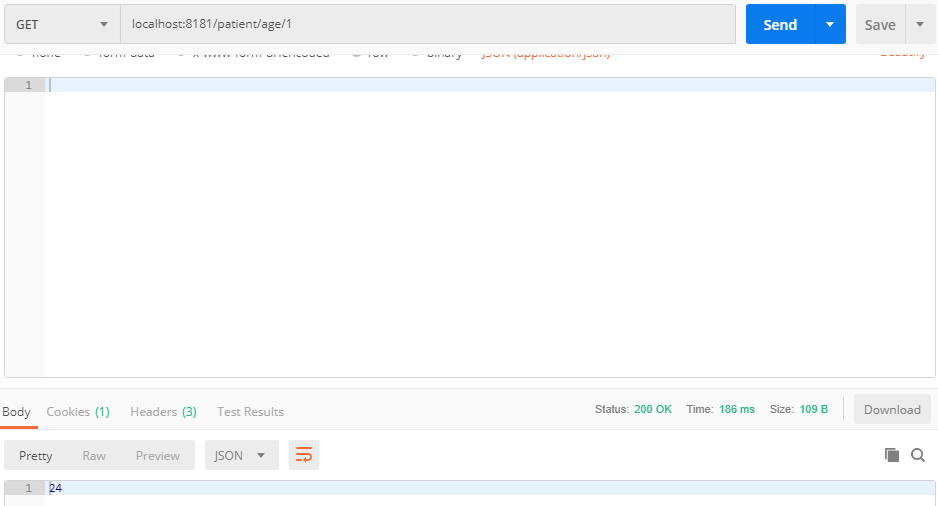 GET localhost:8181/patient/age/1 Send Save
none form-data x-www-form-urlencoded raw binary JSON (application/json) Beautify
1
Body Cookies (1) Headers (3) Test Results Status: 200 OK Time: 186 ms Size: 109 B Download
Pretty Raw Preview JSON
1 24